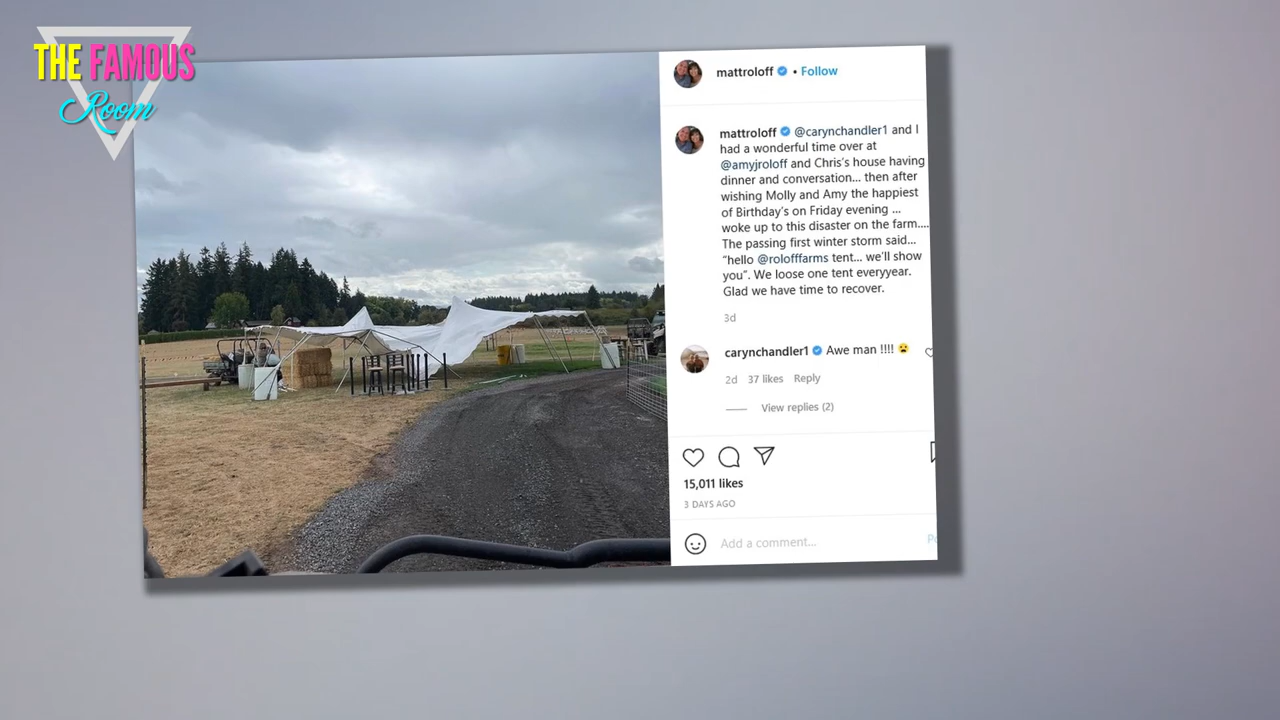 THE FAMOUS
Room
mattroloff • Follow
mattroloff @carynchandler1 and I
had a wonderful time over at
@amyjroloff and Chris's house having
dinner and conversation... then after
wishing Molly and Amy the happiest
of Birthday's on Friday evening ...
woke up to this disaster on the farm....
The passing first winter storm said...
"hello @rolofffarms tent... we'll show
you". We loose one tent everyyear.
Glad we have time to recover.
3d
carynchandler1 Awe man !!!! 😫
2d 37 likes Reply
View replies (2)
15,011 likes
3 DAYS AGO
Add a comment...